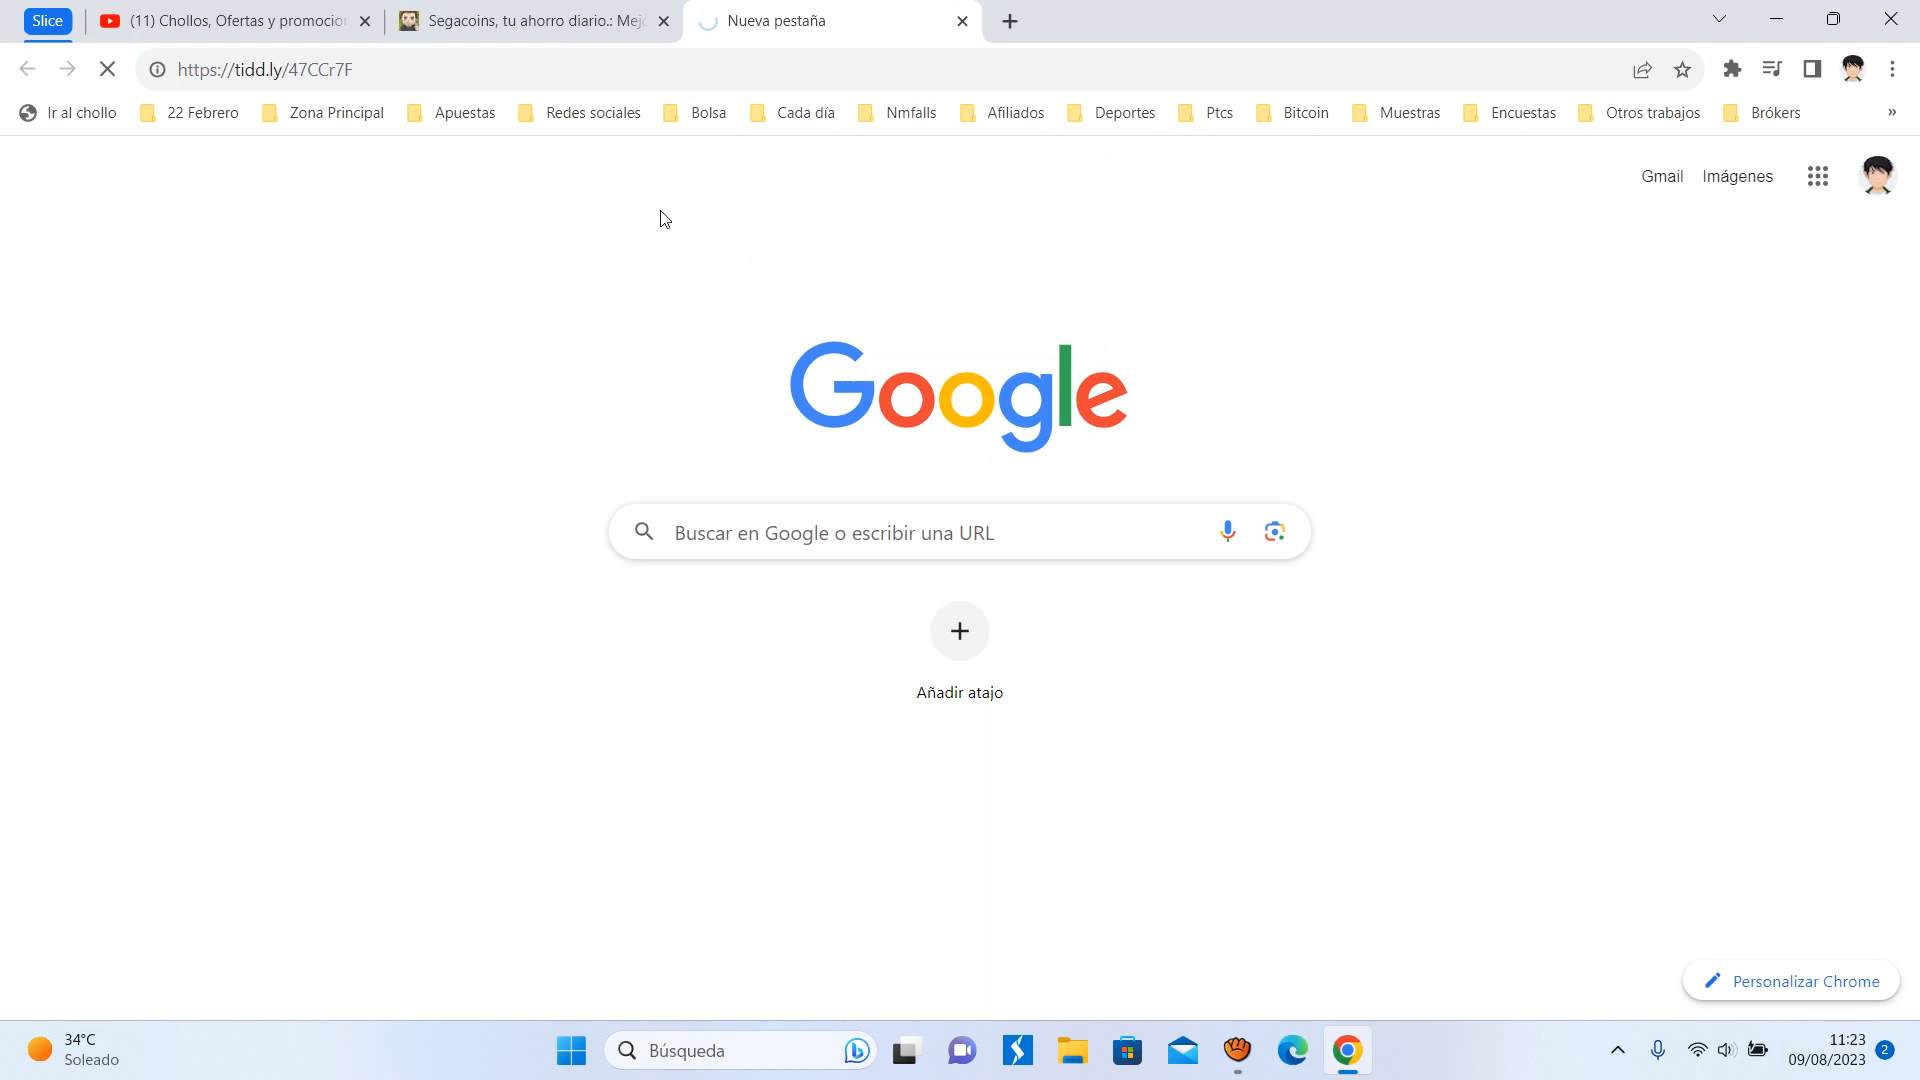 Slice
(11) Chollos, Ofertas y promocion
Segacoins, tu ahorro diario.: Mejo
Nueva pestaña
https://tidd.ly/47CCr7F
Ir al chollo
22 Febrero
Zona Principal
Apuestas
Redes sociales
Bolsa
Cada día
Nmfalls
Afiliados
Deportes
Ptcs
Bitcoin
Muestras
Encuestas
Otros trabajos
Brókers
»
Gmail
Imágenes
Google
Buscar en Google o escribir una URL
Añadir atajo
Personalizar Chrome
34°C
Soleado
Búsqueda
11:23
09/08/2023
2